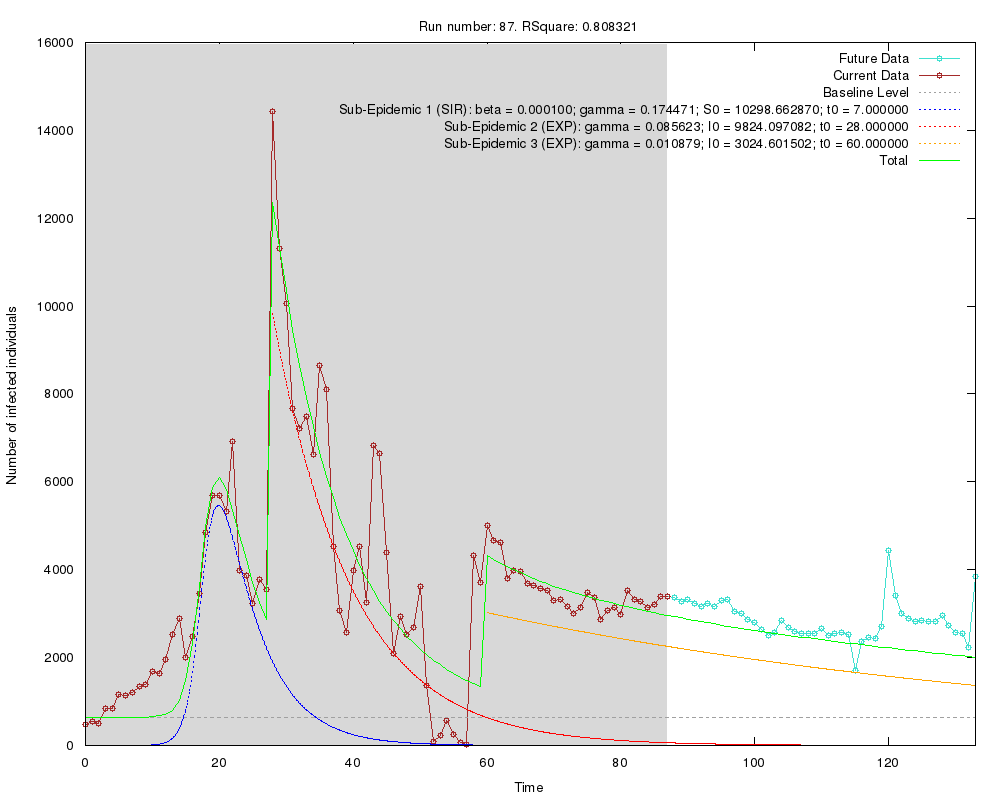 Run number: 87. RSquare: 0.808321
16000
14000
12000
10000
8000
6000
4000
2000
0
Number of infected individuals
Future Data
Current Data
Baseline Level
Sub-Epidemic 1 (SIR): beta = 0.000100; gamma = 0.174471; S0 = 10298.662870; t0 = 7.000000
Sub-Epidemic 2 (EXP): gamma = 0.085623; I0 = 9824.097082; t0 = 28.000000
Sub-Epidemic 3 (EXP): gamma = 0.010879; I0 = 3024.601502; t0 = 60.000000
Total
0 20 40 60 80 100 120
Time